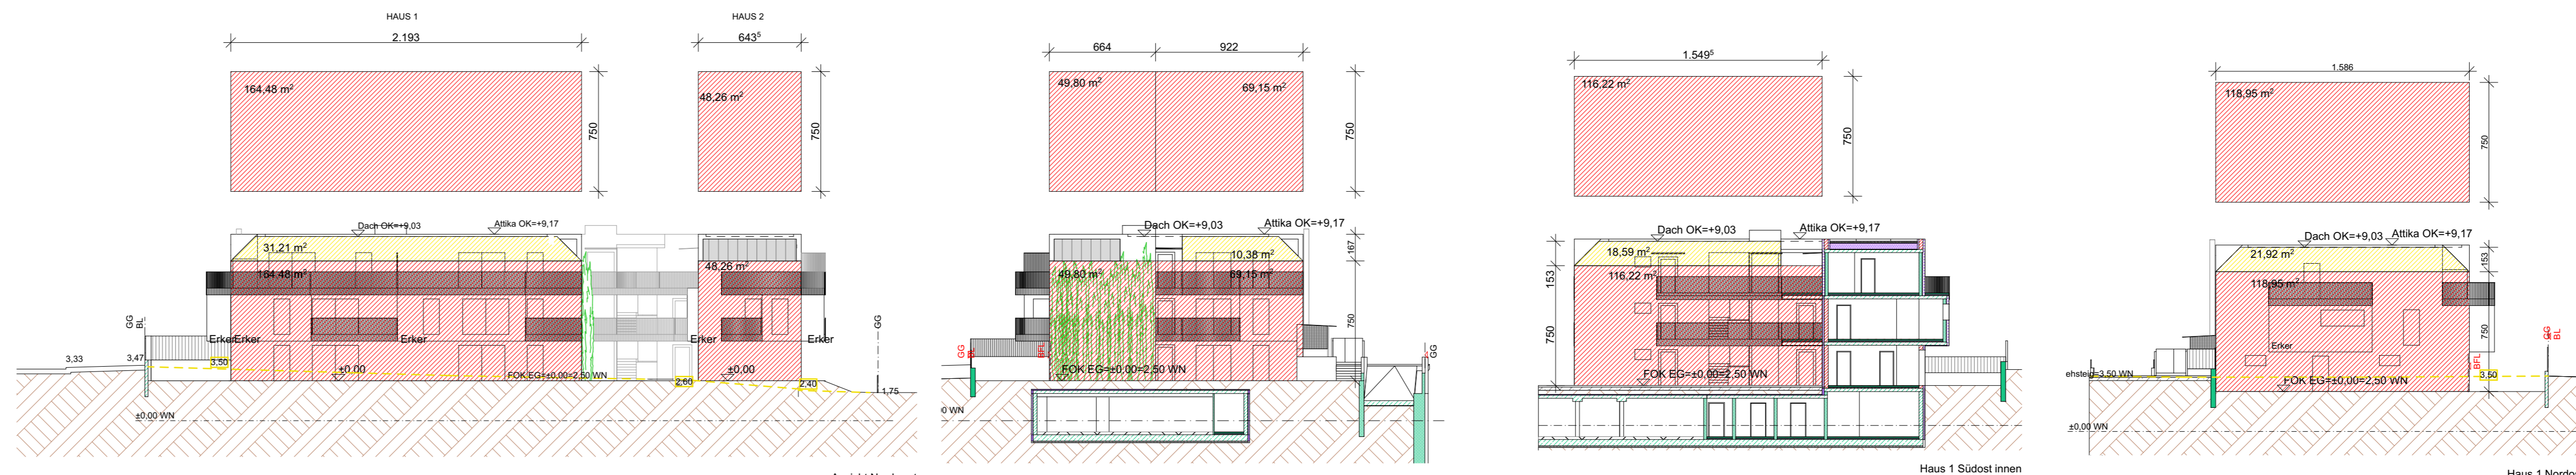 HAUS 1
HAUS 2
2.193
643⁵
164,48 m²
48,26 m²
750
750
Dach OK=+9,03
Attika OK=+9,17
31,21 m²
164,48 m²
48,26 m²
GG
BL
GG
Erker
Erker
Erker
Erker
Erker
3,33
3,47
3,50
±0,00
FOK EG=±0,00=2,50 WN
2,60
±0,00
2,40
1,75
±0,00 WN
664
922
49,80 m²
69,15 m²
750
Dach OK=+9,03
Attika OK=+9,17
10,38 m²
167
49,80 m²
69,15 m²
750
GG
BL
BFL
GG
FOK EG=±0,00=2,50 WN
00 WN
1.549⁵
116,22 m²
750
Dach OK=+9,03
Attika OK=+9,17
18,59 m²
153
116,22 m²
750
FOK EG=±0,00=2,50 WN
Haus 1 Südost innen
1.586
118,95 m²
750
Dach OK=+9,03
Attika OK=+9,17
21,92 m²
153
118,95 m²
750
GG
BL
Erker
BFL
ehsteig=3,50 WN
3,50
FOK EG=±0,00=2,50 WN
±0,00 WN